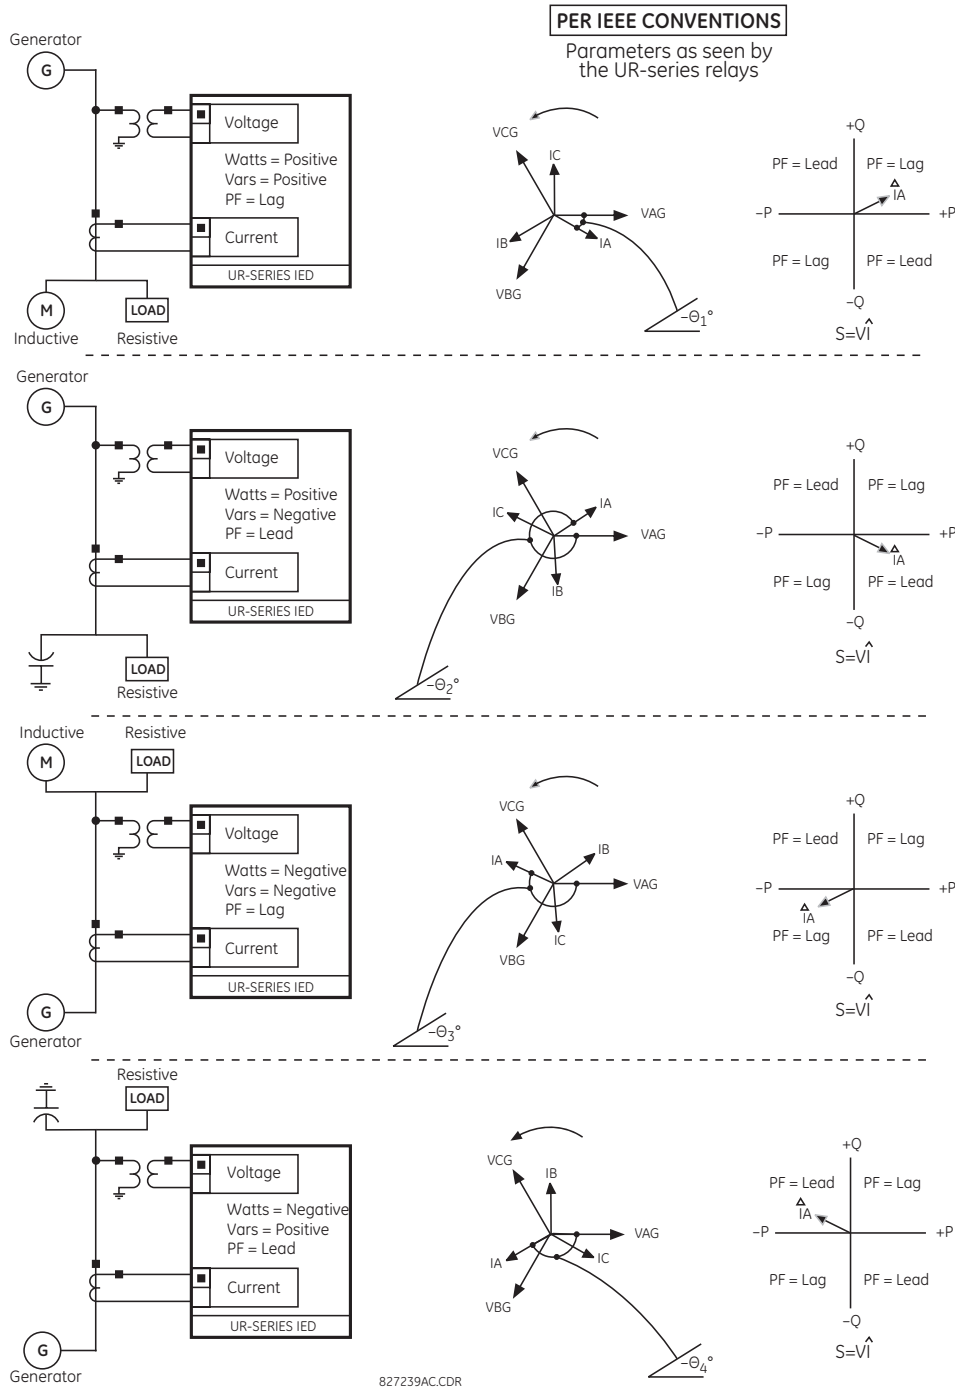 PER IEEE CONVENTIONS
Parameters as seen by
the UR-series relays
Generator
G
Voltage
Watts = Positive
Vars = Positive
PF = Lag
Current
UR-SERIES IED
M
LOAD
Inductive
Resistive
VCG
IC
VAG
IB
IA
VBG
–Θ1°
+Q
PF = Lead
PF = Lag
IA
–P
+P
PF = Lag
PF = Lead
–Q
S=VÎ
Generator
G
Voltage
Watts = Positive
Vars = Negative
PF = Lead
Current
UR-SERIES IED
LOAD
Resistive
VCG
IC
IA
VAG
IB
VBG
–Θ2°
+Q
PF = Lead
PF = Lag
–P
+P
IA
PF = Lag
PF = Lead
–Q
S=VÎ
Inductive
Resistive
M
LOAD
Voltage
Watts = Negative
Vars = Negative
PF = Lag
Current
UR-SERIES IED
G
Generator
VCG
IA
IB
VAG
IC
VBG
–Θ3°
+Q
PF = Lead
PF = Lag
–P
+P
IA
PF = Lag
PF = Lead
–Q
S=VÎ
Resistive
LOAD
Voltage
Watts = Negative
Vars = Positive
PF = Lead
Current
UR-SERIES IED
G
Generator
VCG
IB
VAG
IA
IC
VBG
–Θ4°
+Q
PF = Lead
PF = Lag
IA
–P
+P
PF = Lag
PF = Lead
–Q
S=VÎ
827239AC.CDR